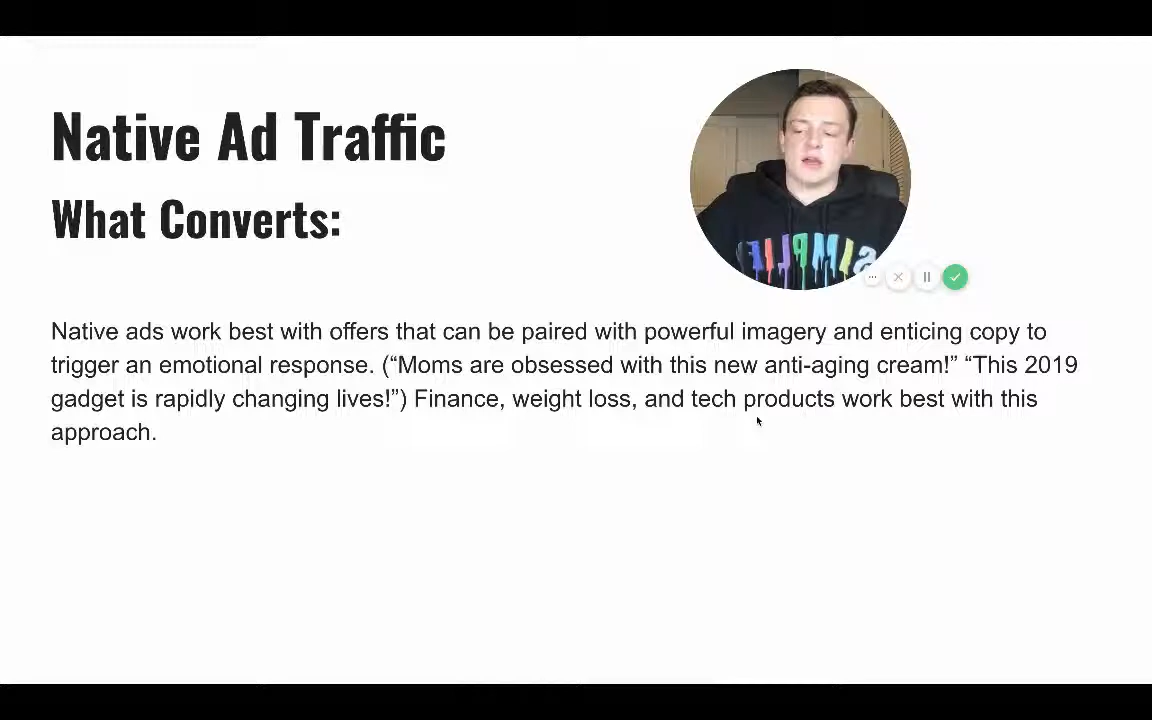 Native Ad Traffic
What Converts:
SIMPLIF
Native ads work best with offers that can be paired with powerful imagery and enticing copy to
trigger an emotional response. (“Moms are obsessed with this new anti-aging cream!” “This 2019
gadget is rapidly changing lives!”) Finance, weight loss, and tech products work best with this
approach.